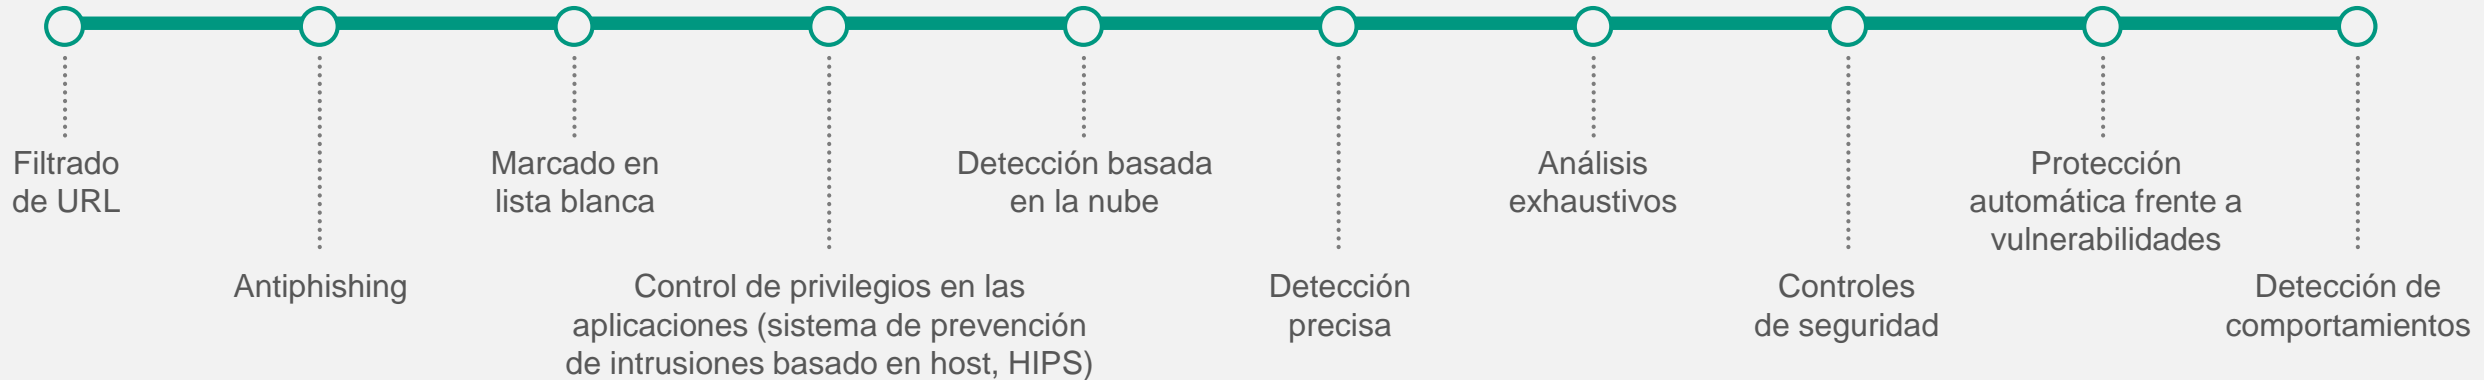 Filtrado
de URL
Antiphishing
Marcado en
lista blanca
Control de privilegios en las
aplicaciones (sistema de prevención
de intrusiones basado en host, HIPS)
Detección basada
en la nube
Detección
precisa
Análisis
exhaustivos
Controles
de seguridad
Protección
automática frente a
vulnerabilidades
Detección de
comportamientos